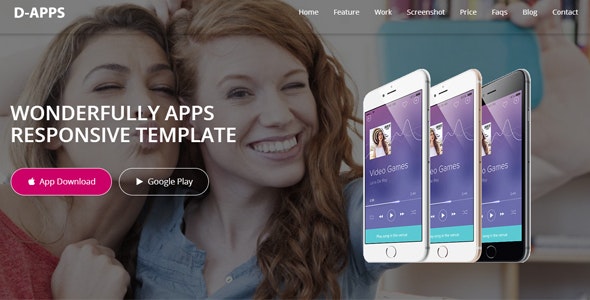 D-APPS
Home Feature Work Screenshot Price Faqs Blog Contact
WONDERFULLY APPS
RESPONSIVE TEMPLATE
App Download
Google Play
Video Games
Video Games
Video Games